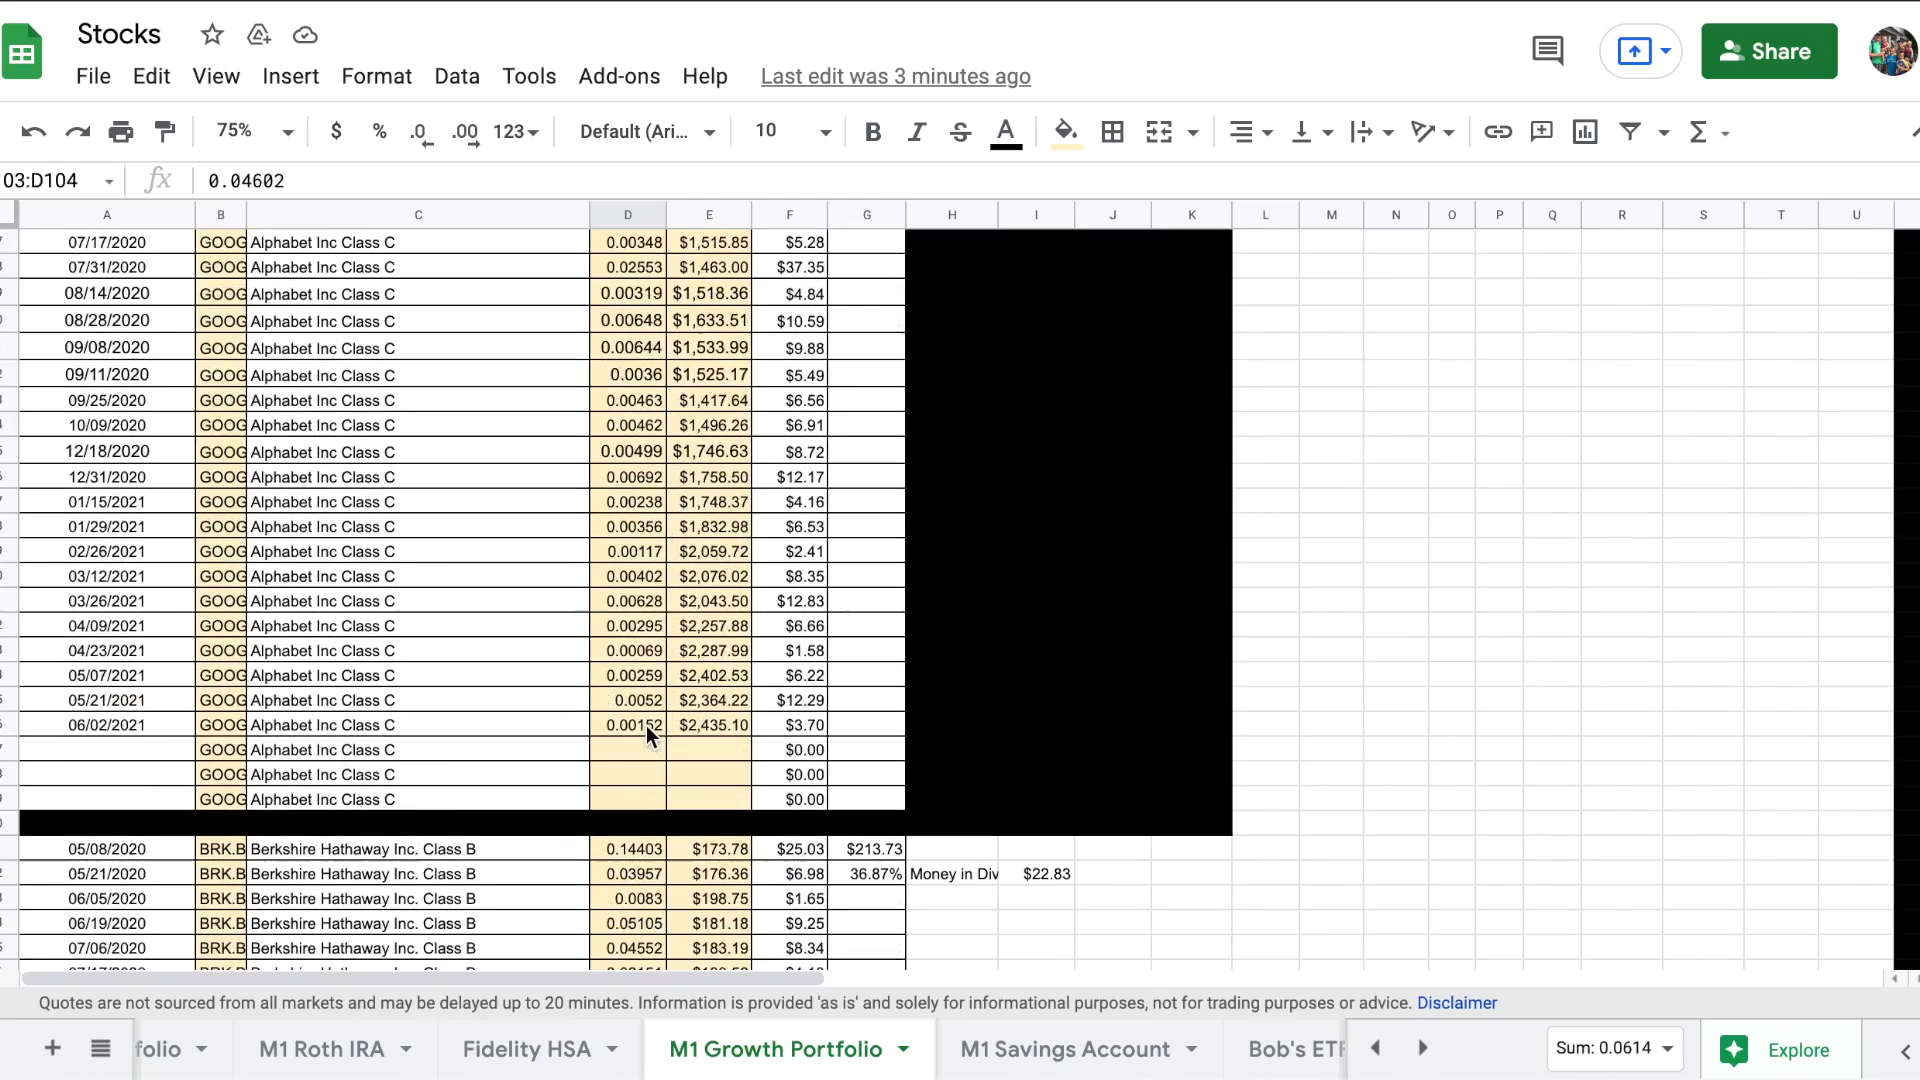 Stocks
File Edit View Insert Format Data Tools Add-ons Help Last edit was 3 minutes ago
Share
75% $ % .0 .00 123 Default (Ari... 10 B I S A Σ
03:D104 fx 0.04602
A B C D E F G H I J K L M N O P Q R S T U
07/17/2020 GOOG Alphabet Inc Class C 0.00348 $1,515.85 $5.28
07/31/2020 GOOG Alphabet Inc Class C 0.02553 $1,463.00 $37.35
08/14/2020 GOOG Alphabet Inc Class C 0.00319 $1,518.36 $4.84
08/28/2020 GOOG Alphabet Inc Class C 0.00648 $1,633.51 $10.59
09/08/2020 GOOG Alphabet Inc Class C 0.00644 $1,533.99 $9.88
09/11/2020 GOOG Alphabet Inc Class C 0.0036 $1,525.17 $5.49
09/25/2020 GOOG Alphabet Inc Class C 0.00463 $1,417.64 $6.56
10/09/2020 GOOG Alphabet Inc Class C 0.00462 $1,496.26 $6.91
12/18/2020 GOOG Alphabet Inc Class C 0.00499 $1,746.63 $8.72
12/31/2020 GOOG Alphabet Inc Class C 0.00692 $1,758.50 $12.17
01/15/2021 GOOG Alphabet Inc Class C 0.00238 $1,748.37 $4.16
01/29/2021 GOOG Alphabet Inc Class C 0.00356 $1,832.98 $6.53
02/26/2021 GOOG Alphabet Inc Class C 0.00117 $2,059.72 $2.41
03/12/2021 GOOG Alphabet Inc Class C 0.00402 $2,076.02 $8.35
03/26/2021 GOOG Alphabet Inc Class C 0.00628 $2,043.50 $12.83
04/09/2021 GOOG Alphabet Inc Class C 0.00295 $2,257.88 $6.66
04/23/2021 GOOG Alphabet Inc Class C 0.00069 $2,287.99 $1.58
05/07/2021 GOOG Alphabet Inc Class C 0.00259 $2,402.53 $6.22
05/21/2021 GOOG Alphabet Inc Class C 0.0052 $2,364.22 $12.29
06/02/2021 GOOG Alphabet Inc Class C 0.00152 $2,435.10 $3.70
GOOG Alphabet Inc Class C $0.00
GOOG Alphabet Inc Class C $0.00
GOOG Alphabet Inc Class C $0.00
05/08/2020 BRK.B Berkshire Hathaway Inc. Class B 0.14403 $173.78 $25.03 $213.73
05/21/2020 BRK.B Berkshire Hathaway Inc. Class B 0.03957 $176.36 $6.98 36.87% Money in Div $22.83
06/05/2020 BRK.B Berkshire Hathaway Inc. Class B 0.0083 $198.75 $1.65
06/19/2020 BRK.B Berkshire Hathaway Inc. Class B 0.05105 $181.18 $9.25
07/06/2020 BRK.B Berkshire Hathaway Inc. Class B 0.04552 $183.19 $8.34
Quotes are not sourced from all markets and may be delayed up to 20 minutes. Information is provided 'as is' and solely for informational purposes, not for trading purposes or advice. Disclaimer
folio M1 Roth IRA Fidelity HSA M1 Growth Portfolio M1 Savings Account Bob's ETF Sum: 0.0614 Explore